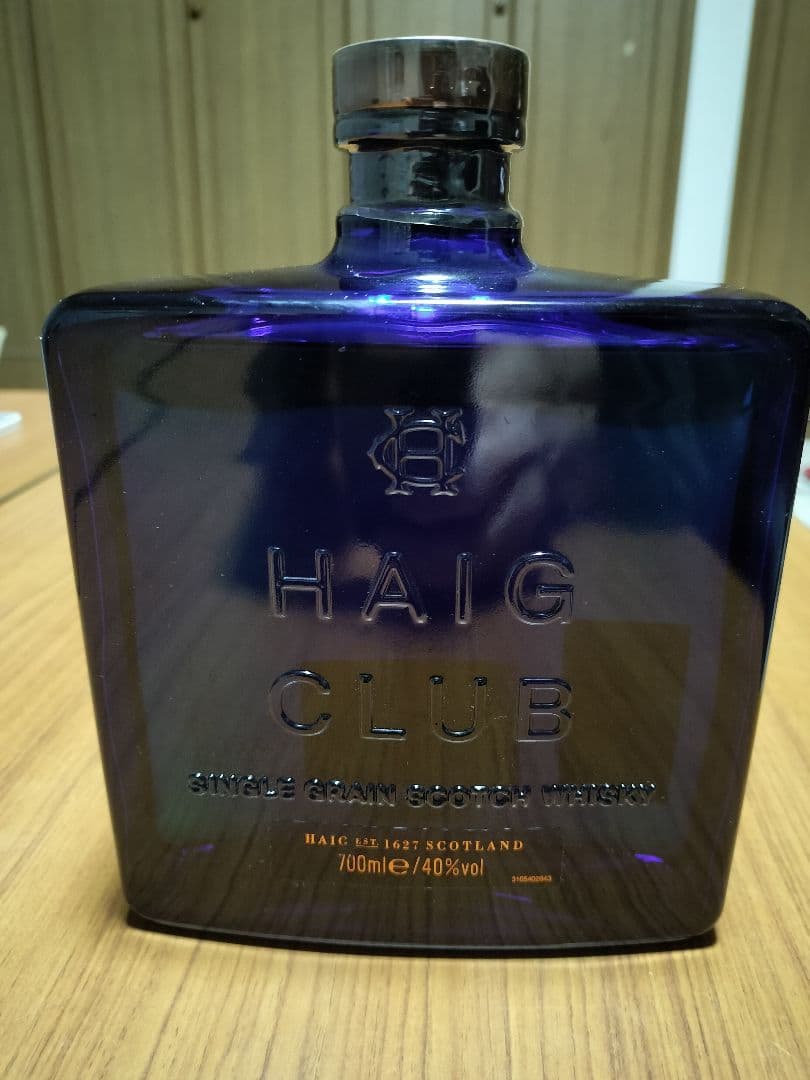 HAIG
CLUB
SINGLE GRAIN SCOTCH WHISKY
HAIG EST. 1627 SCOTLAND
700ml e/40%vol